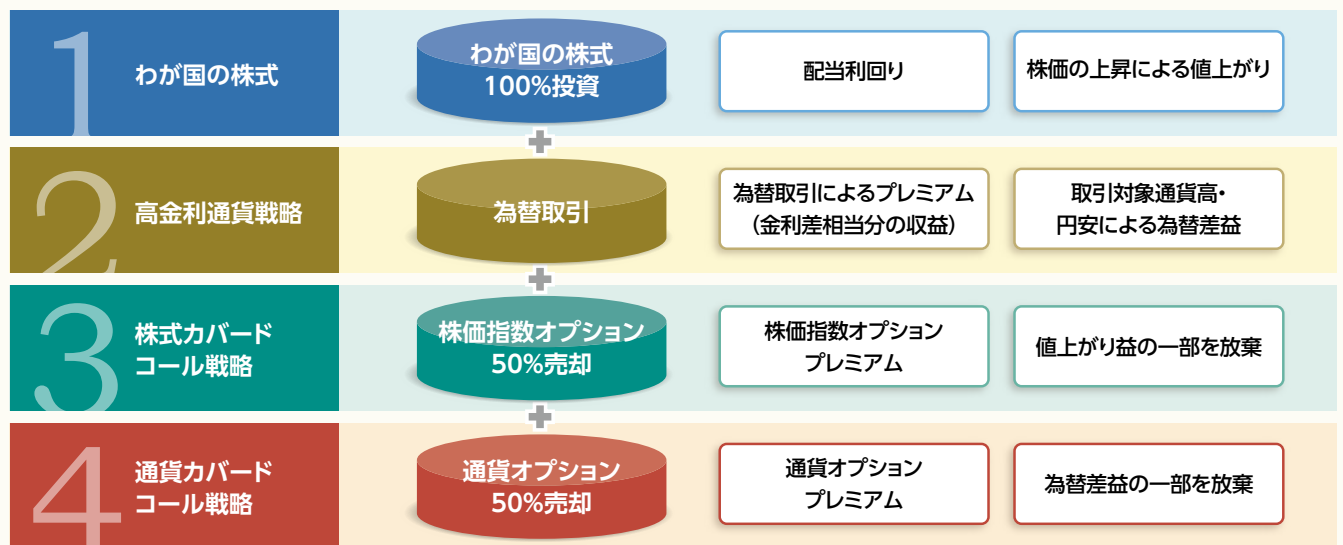 1
わが国の株式
わが国の株式
100%投資
配当利回り
株価の上昇による値上がり
2
高金利通貨戦略
為替取引
為替取引によるプレミアム
（金利差相当分の収益）
取引対象通貨高・
円安による為替差益
3
株式カバード
コール戦略
株価指数オプション
50%売却
株価指数オプション
プレミアム
値上がり益の一部を放棄
4
通貨カバード
コール戦略
通貨オプション
50%売却
通貨オプション
プレミアム
為替差益の一部を放棄